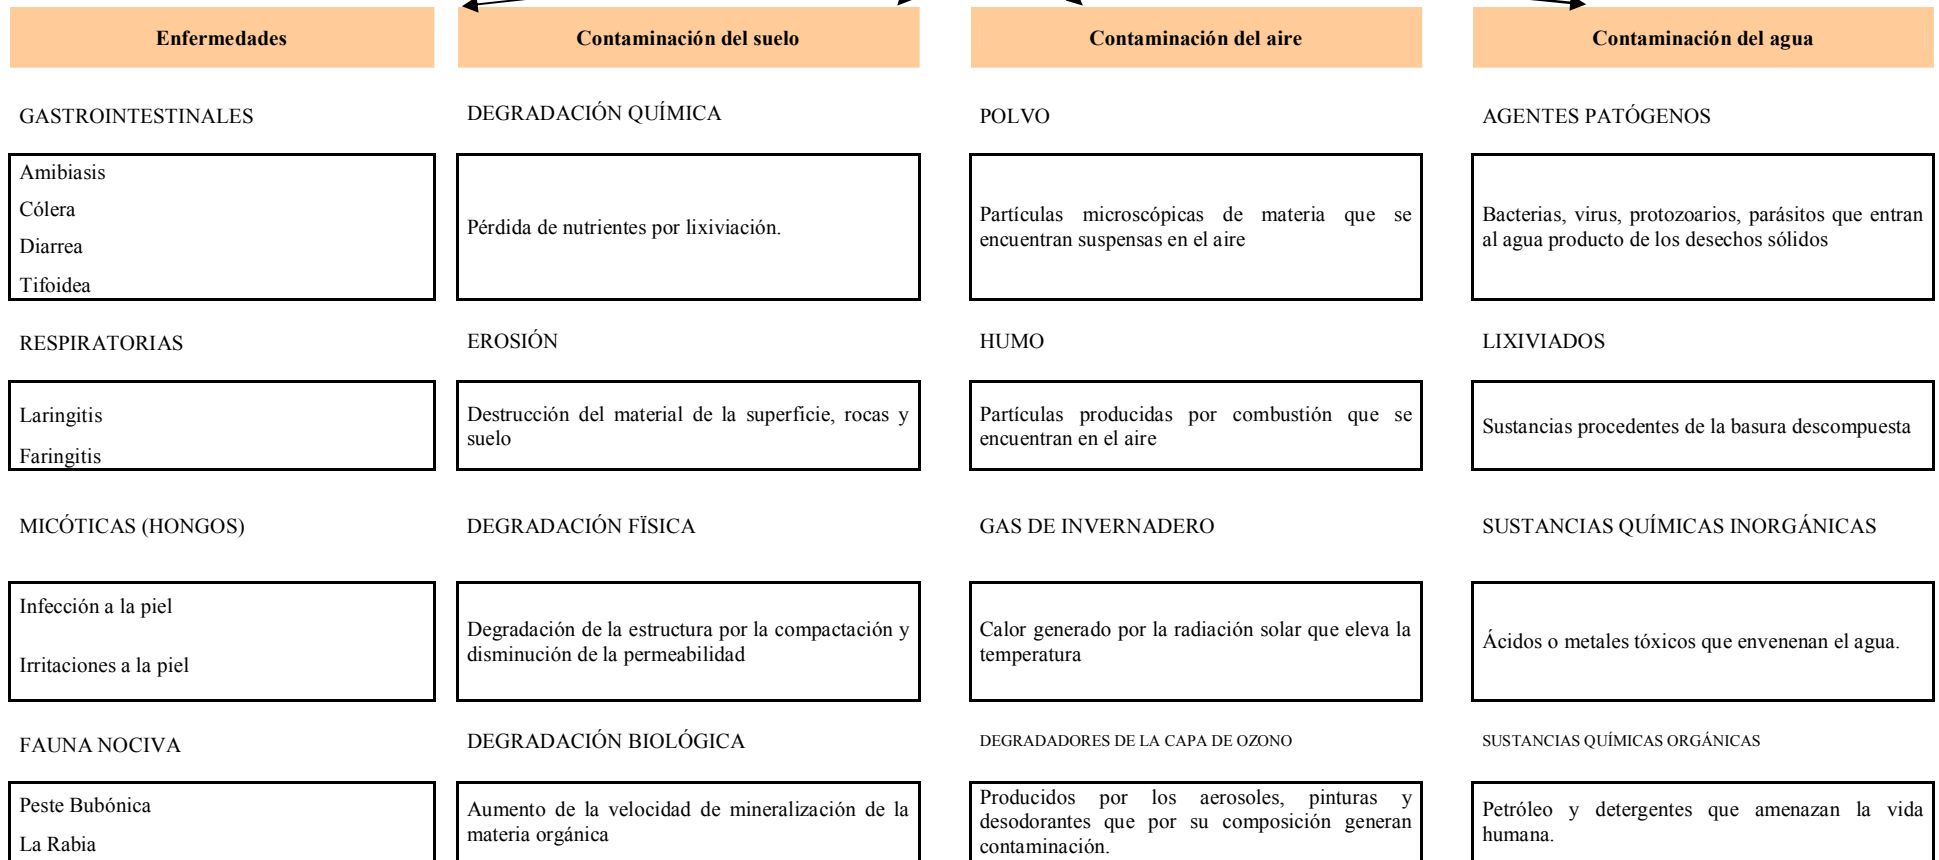 Enfermedades
GASTROINTESTINALES
Amibiasis
Cólera
Diarrea
Tifoidea
RESPIRATORIAS
Laringitis
Faringitis
MICÓTICAS (HONGOS)
Infección a la piel
Irritaciones a la piel
FAUNA NOCIVA
Peste Bubónica
La Rabia
Contaminación del suelo
DEGRADACIÓN QUÍMICA
Pérdida de nutrientes por lixiviación.
EROSIÓN
Destrucción del material de la superficie, rocas y
suelo
DEGRADACIÓN FÏSICA
Degradación de la estructura por la compactación y
disminución de la permeabilidad
DEGRADACIÓN BIOLÓGICA
Aumento de la velocidad de mineralización de la
materia orgánica
Contaminación del aire
POLVO
Partículas microscópicas de materia que se
encuentran suspensas en el aire
HUMO
Partículas producidas por combustión que se
encuentran en el aire
GAS DE INVERNADERO
Calor generado por la radiación solar que eleva la
temperatura
DEGRADADORES DE LA CAPA DE OZONO
Producidos por los aerosoles, pinturas y
desodorantes que por su composición generan
contaminación.
Contaminación del agua
AGENTES PATÓGENOS
Bacterias, virus, protozoarios, parásitos que entran
al agua producto de los desechos sólidos
LIXIVIADOS
Sustancias procedentes de la basura descompuesta
SUSTANCIAS QUÍMICAS INORGÁNICAS
Ácidos o metales tóxicos que envenenan el agua.
SUSTANCIAS QUÍMICAS ORGÁNICAS
Petróleo y detergentes que amenazan la vida
humana.